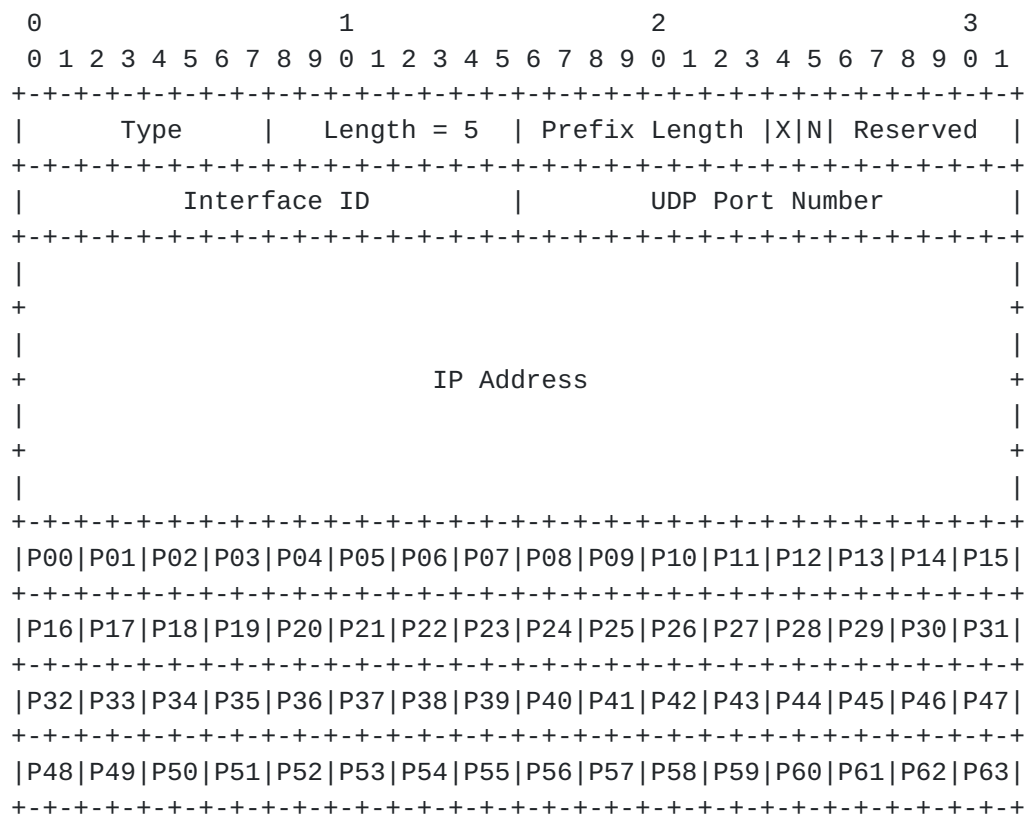 0                   1                   2                   3
 0 1 2 3 4 5 6 7 8 9 0 1 2 3 4 5 6 7 8 9 0 1 2 3 4 5 6 7 8 9 0 1
+-+-+-+-+-+-+-+-+-+-+-+-+-+-+-+-+-+-+-+-+-+-+-+-+-+-+-+-+-+-+-+-+
|      Type     |   Length = 5  | Prefix Length |X|N| Reserved  |
+-+-+-+-+-+-+-+-+-+-+-+-+-+-+-+-+-+-+-+-+-+-+-+-+-+-+-+-+-+-+-+-+
|          Interface ID         |        UDP Port Number        |
+-+-+-+-+-+-+-+-+-+-+-+-+-+-+-+-+-+-+-+-+-+-+-+-+-+-+-+-+-+-+-+-+
|                                                               |
+                                                               +
|                                                               |
+                          IP Address                           +
|                                                               |
+                                                               +
|                                                               |
+-+-+-+-+-+-+-+-+-+-+-+-+-+-+-+-+-+-+-+-+-+-+-+-+-+-+-+-+-+-+-+-+
|P00|P01|P02|P03|P04|P05|P06|P07|P08|P09|P10|P11|P12|P13|P14|P15|
+-+-+-+-+-+-+-+-+-+-+-+-+-+-+-+-+-+-+-+-+-+-+-+-+-+-+-+-+-+-+-+-+
|P16|P17|P18|P19|P20|P21|P22|P23|P24|P25|P26|P27|P28|P29|P30|P31|
+-+-+-+-+-+-+-+-+-+-+-+-+-+-+-+-+-+-+-+-+-+-+-+-+-+-+-+-+-+-+-+-+
|P32|P33|P34|P35|P36|P37|P38|P39|P40|P41|P42|P43|P44|P45|P46|P47|
+-+-+-+-+-+-+-+-+-+-+-+-+-+-+-+-+-+-+-+-+-+-+-+-+-+-+-+-+-+-+-+-+
|P48|P49|P50|P51|P52|P53|P54|P55|P56|P57|P58|P59|P60|P61|P62|P63|
+-+-+-+-+-+-+-+-+-+-+-+-+-+-+-+-+-+-+-+-+-+-+-+-+-+-+-+-+-+-+-+-+